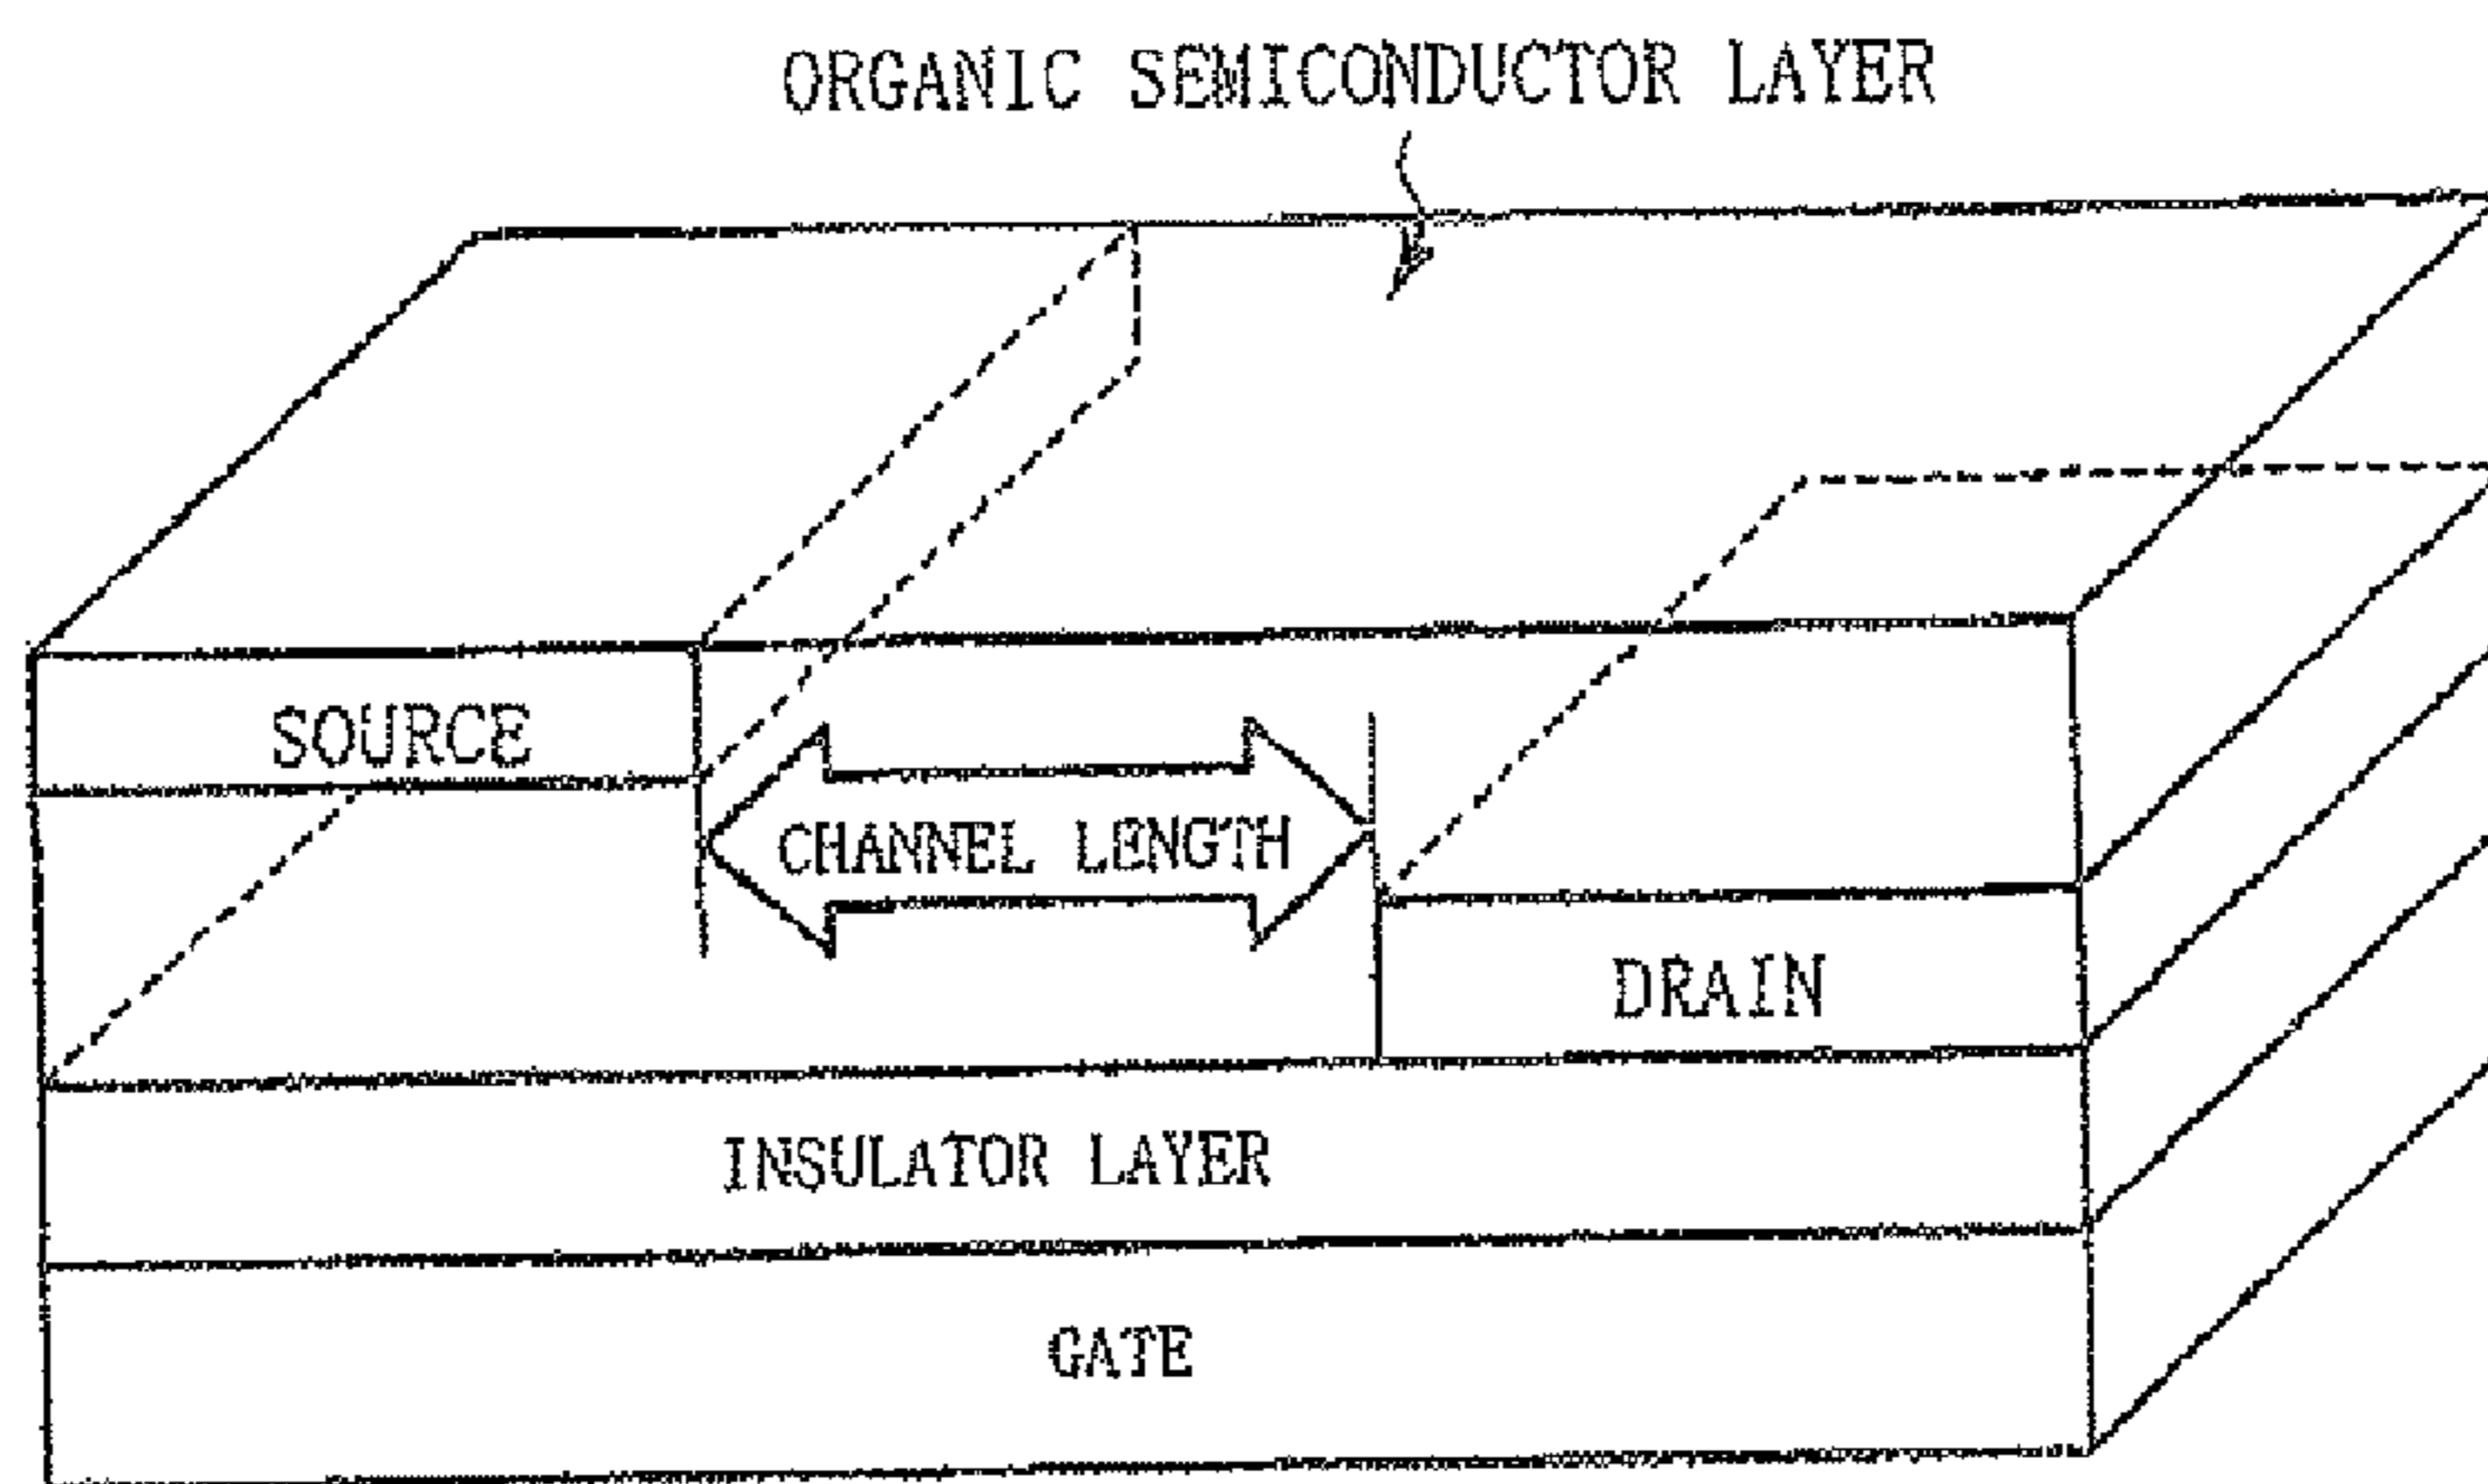 ORGANIC SEMICONDUCTOR LAYER
SOURCE
CHANNEL LENGTH
DRAIN
INSULATOR LAYER
GATE